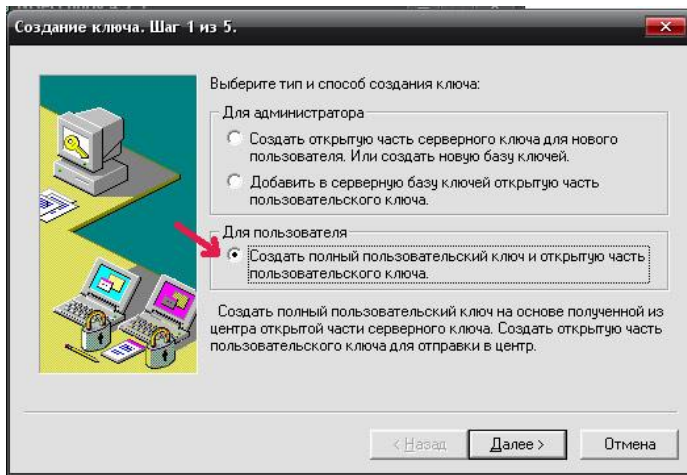 Создание ключа. Шаг 1 из 5.
Выберите тип и способ создания ключа:
Для администратора
Создать открытую часть серверного ключа для нового
пользователя. Или создать новую базу ключей.
Добавить в серверную базу ключей открытую часть
пользовательского ключа.
Для пользователя
Создать полный пользовательский ключ и открытую часть
пользовательского ключа.
Создать полный пользовательский ключ на основе полученной из
центра открытой части серверного ключа. Создать открытую часть
пользовательского ключа для отправки в центр.
< Назад
Далее >
Отмена